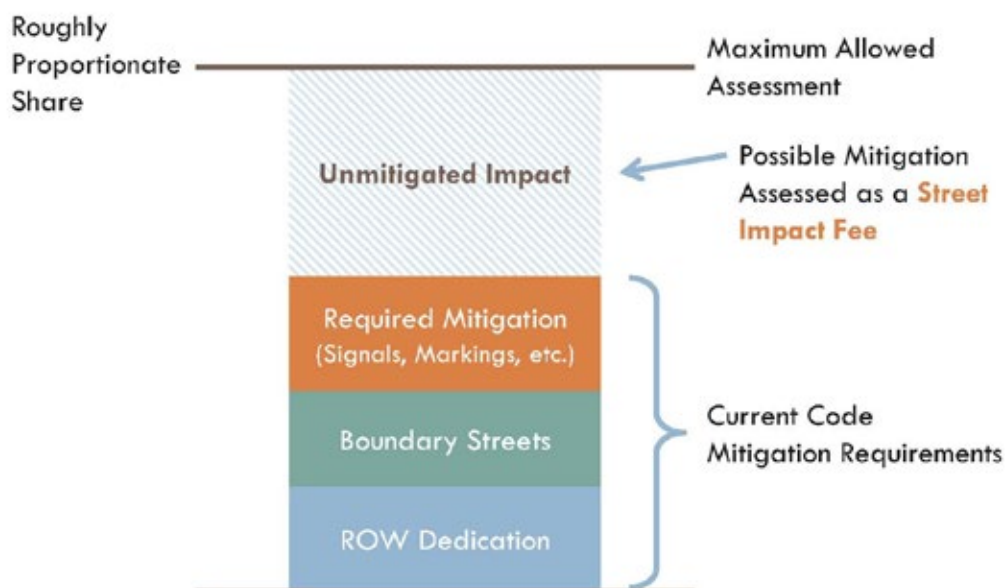 Roughly
Proportionate
Share
Maximum Allowed
Assessment
Unmitigated Impact
Possible Mitigation
Assessed as a Street
Impact Fee
Required Mitigation
(Signals, Markings, etc.)
Boundary Streets
ROW Dedication
Current Code
Mitigation Requirements